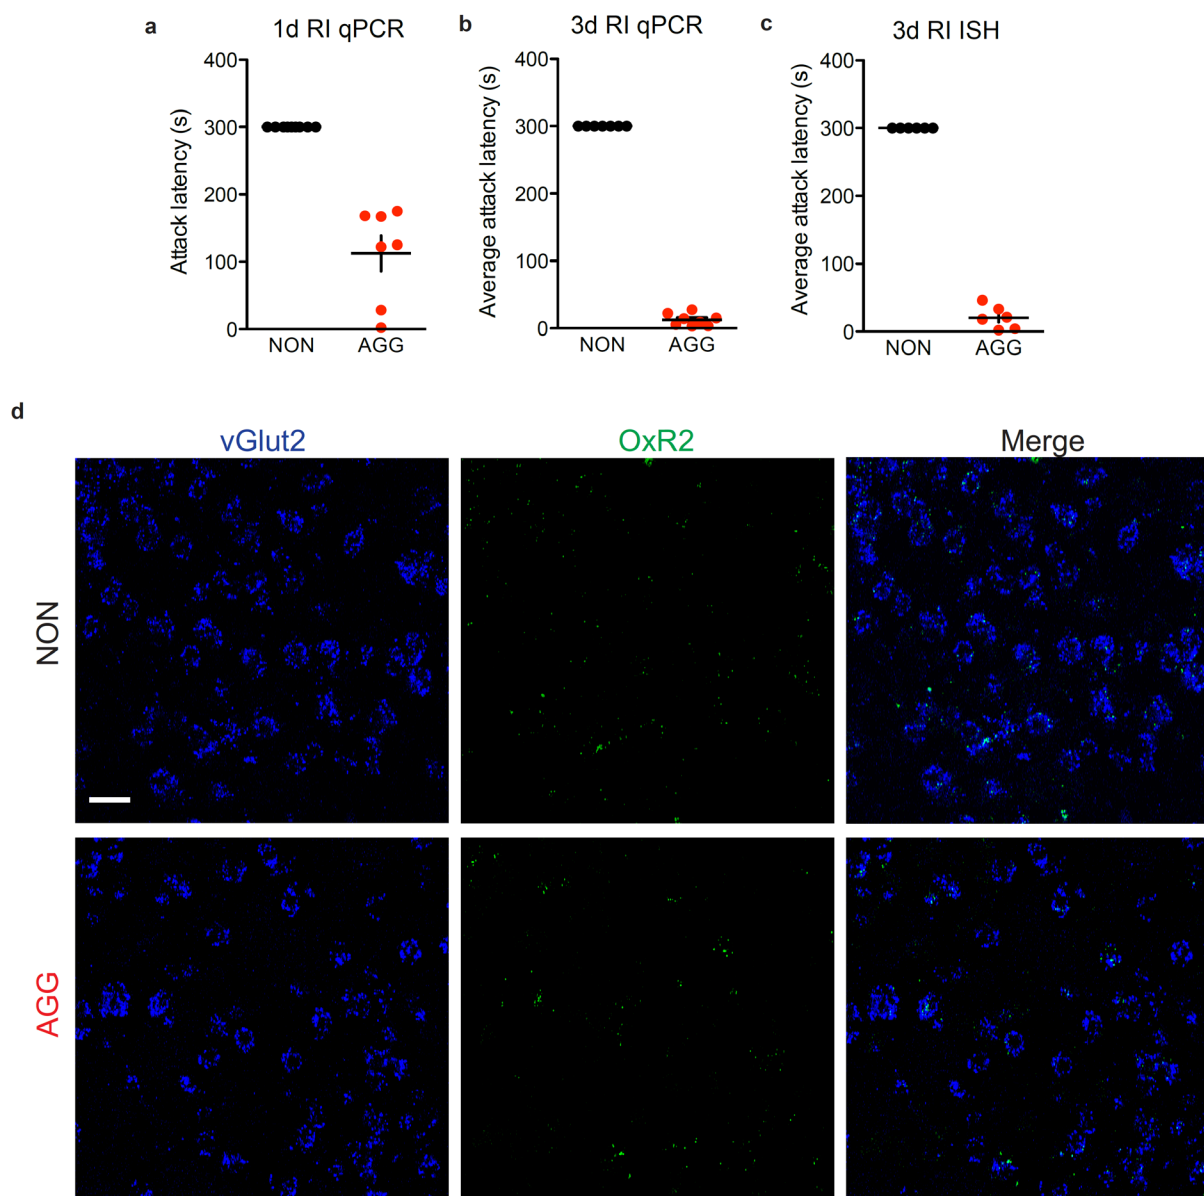 a
1d RI qPCR
Attack latency (s)
400
300
200
100
0
NON
AGG
b
3d RI qPCR
Average attack latency (s)
400
300
200
100
0
NON
AGG
c
3d RI ISH
Average attack latency (s)
400
300
200
100
0
NON
AGG
d
vGlut2
OxR2
Merge
NON
AGG